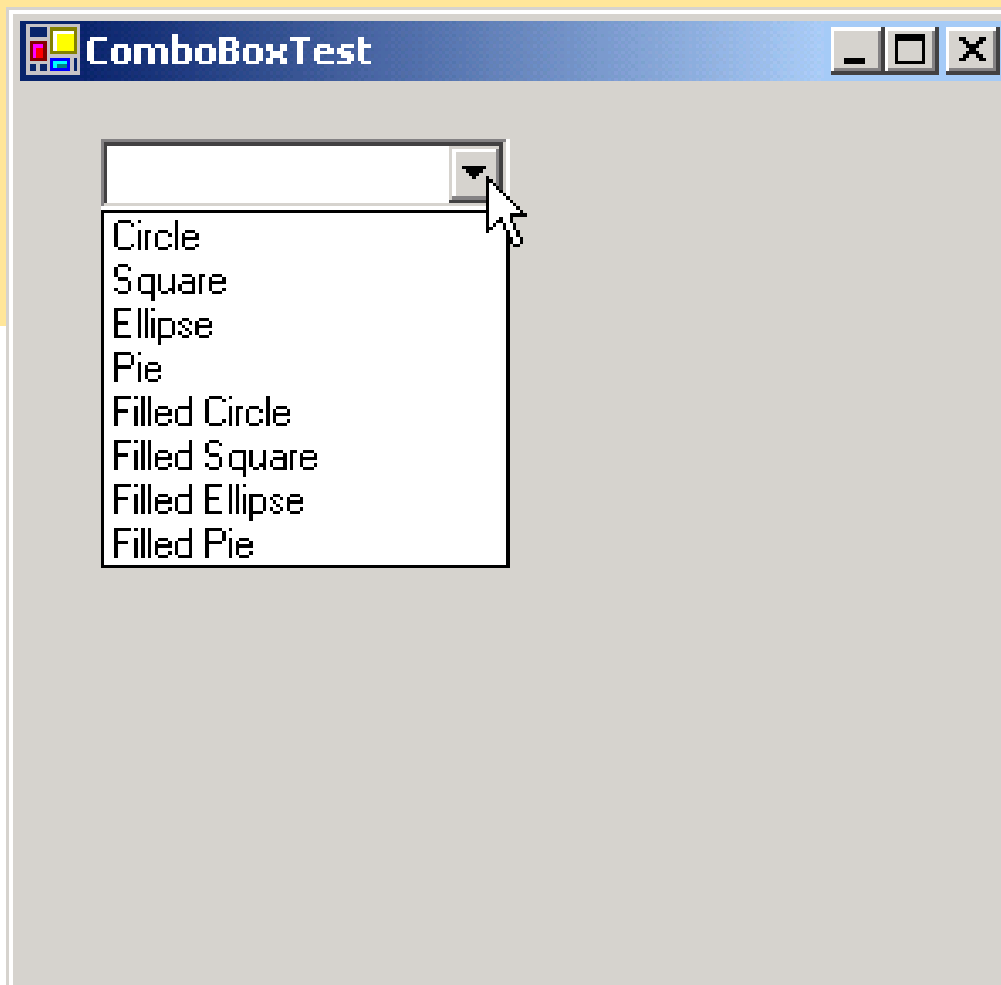 ComboBoxTest
Circle
Square
Ellipse
Pie
Filled Circle
Filled Square
Filled Ellipse
Filled Pie